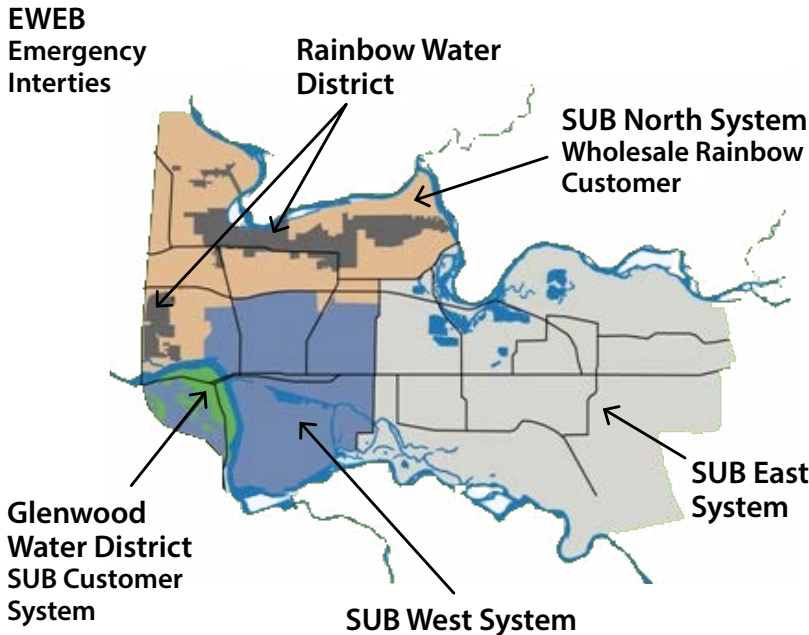 EWEB
Emergency
Interties
Rainbow Water
District
SUB North System
Wholesale Rainbow
Customer
SUB East
System
Glenwood
Water District
SUB Customer
System
SUB West System